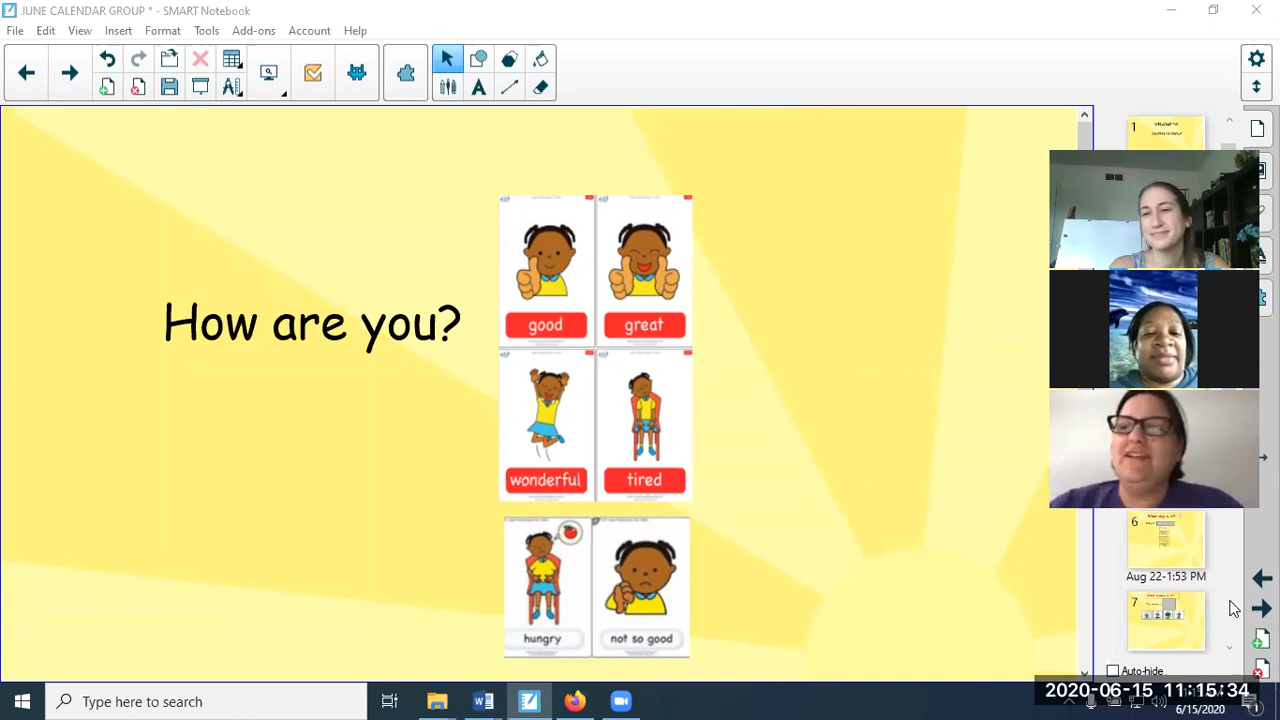 JUNE CALENDAR GROUP * - SMART Notebook
File Edit View Insert Format Tools Add-ons Account Help
How are you?
good
great
wonderful
tired
hungry
not so good
1
WELCOME TO
6
Aug 22-1:53 PM
7
Auto-hide
Type here to search
2020-06-15 11:15:34
6/15/2020